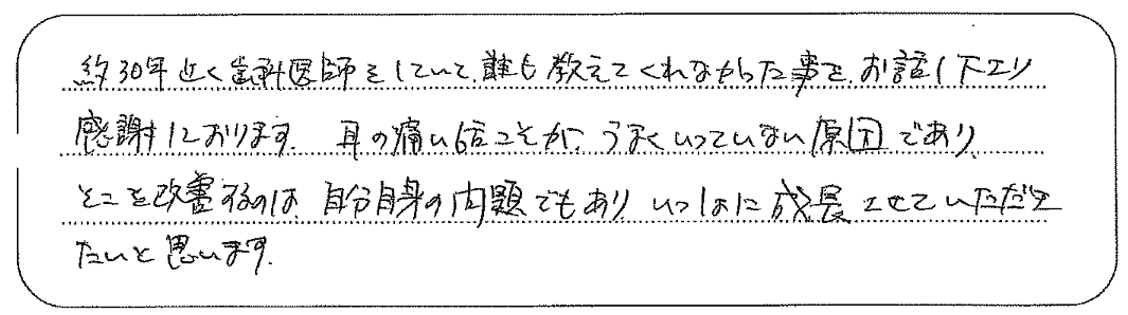 約30年近く歯科医師をしていて、誰も教えてくれなかった事を、お話し下さり
感謝しております。耳の痛い話こそが、うまくいっていない原因であり、
そこを改善するのは、自分自身の問題でもあり、いっしょに成長させていただき
たいと思います。